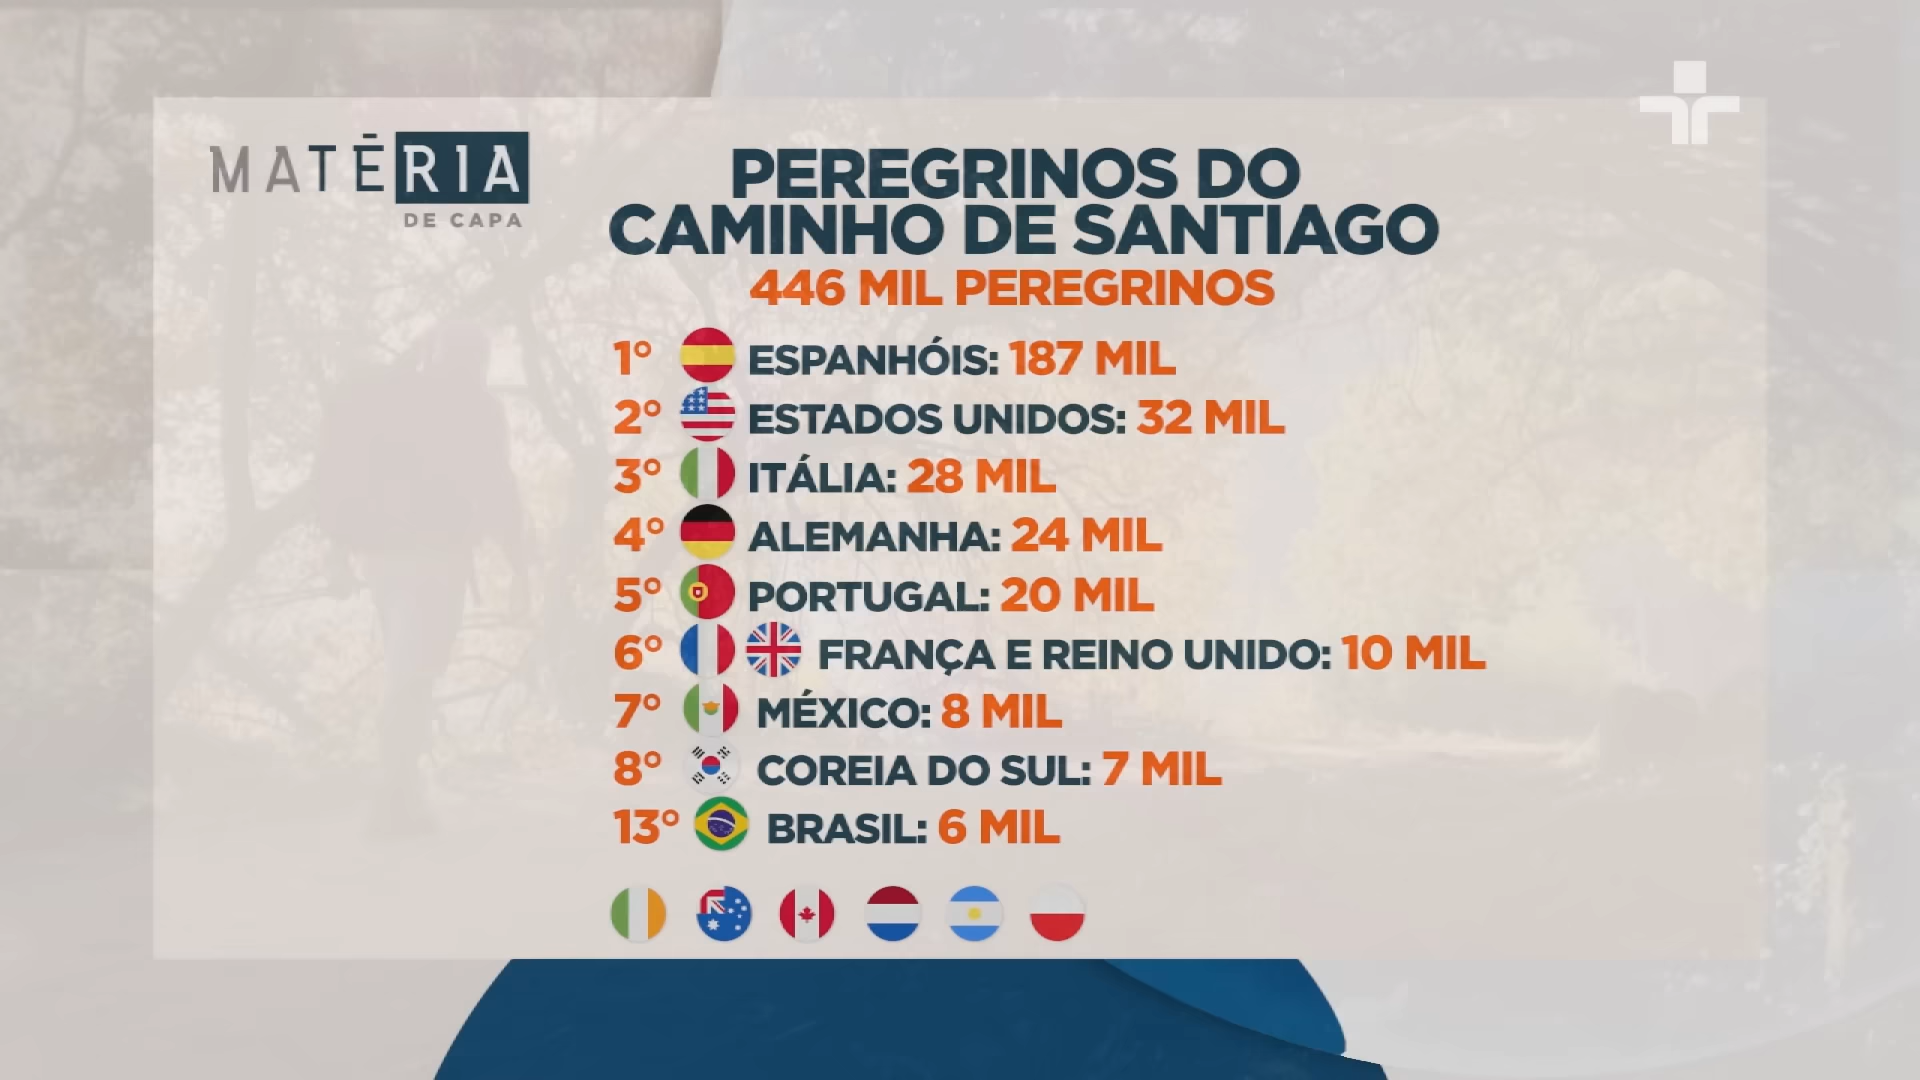 MATÉRIA
DE CAPA
PEREGRINOS DO
CAMINHO DE SANTIAGO
446 MIL PEREGRINOS
1° ESPANHÓIS: 187 MIL
2° ESTADOS UNIDOS: 32 MIL
3° ITÁLIA: 28 MIL
4° ALEMANHA: 24 MIL
5° PORTUGAL: 20 MIL
6° FRANÇA E REINO UNIDO: 10 MIL
7° MÉXICO: 8 MIL
8° COREIA DO SUL: 7 MIL
13° BRASIL: 6 MIL